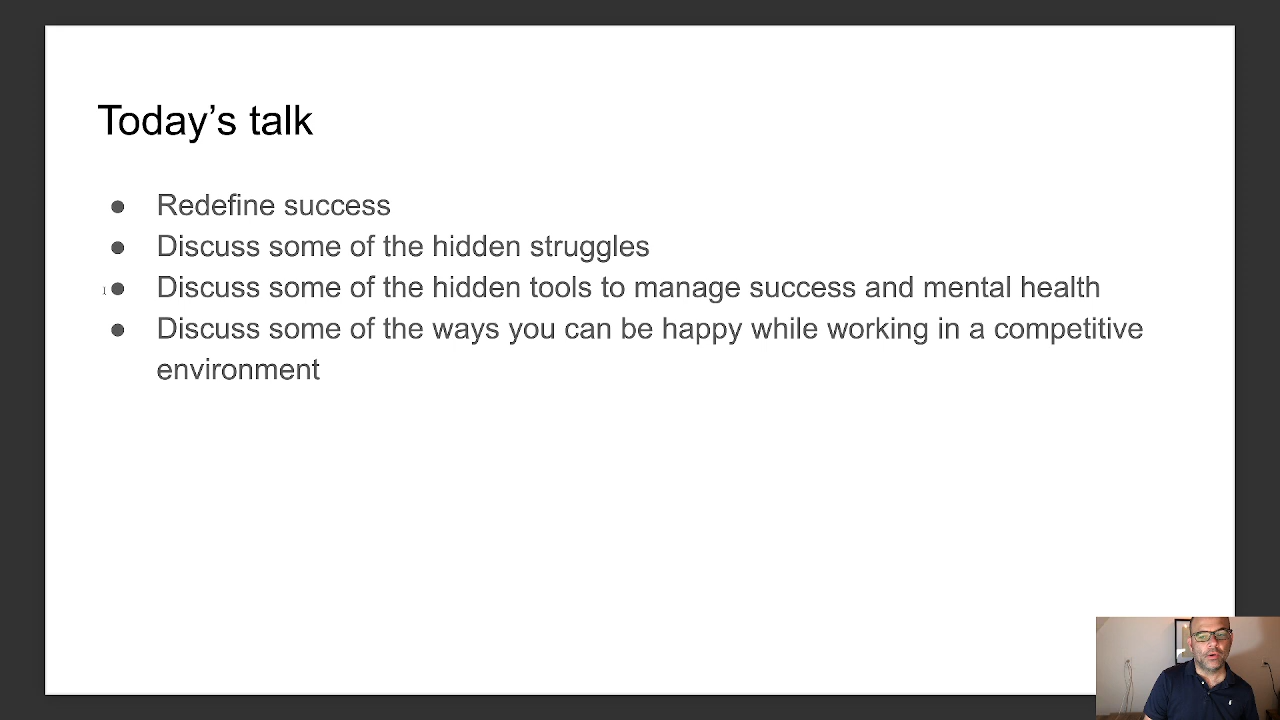 Today’s talk
● Redefine success
● Discuss some of the hidden struggles
● Discuss some of the hidden tools to manage success and mental health
● Discuss some of the ways you can be happy while working in a competitive
environment